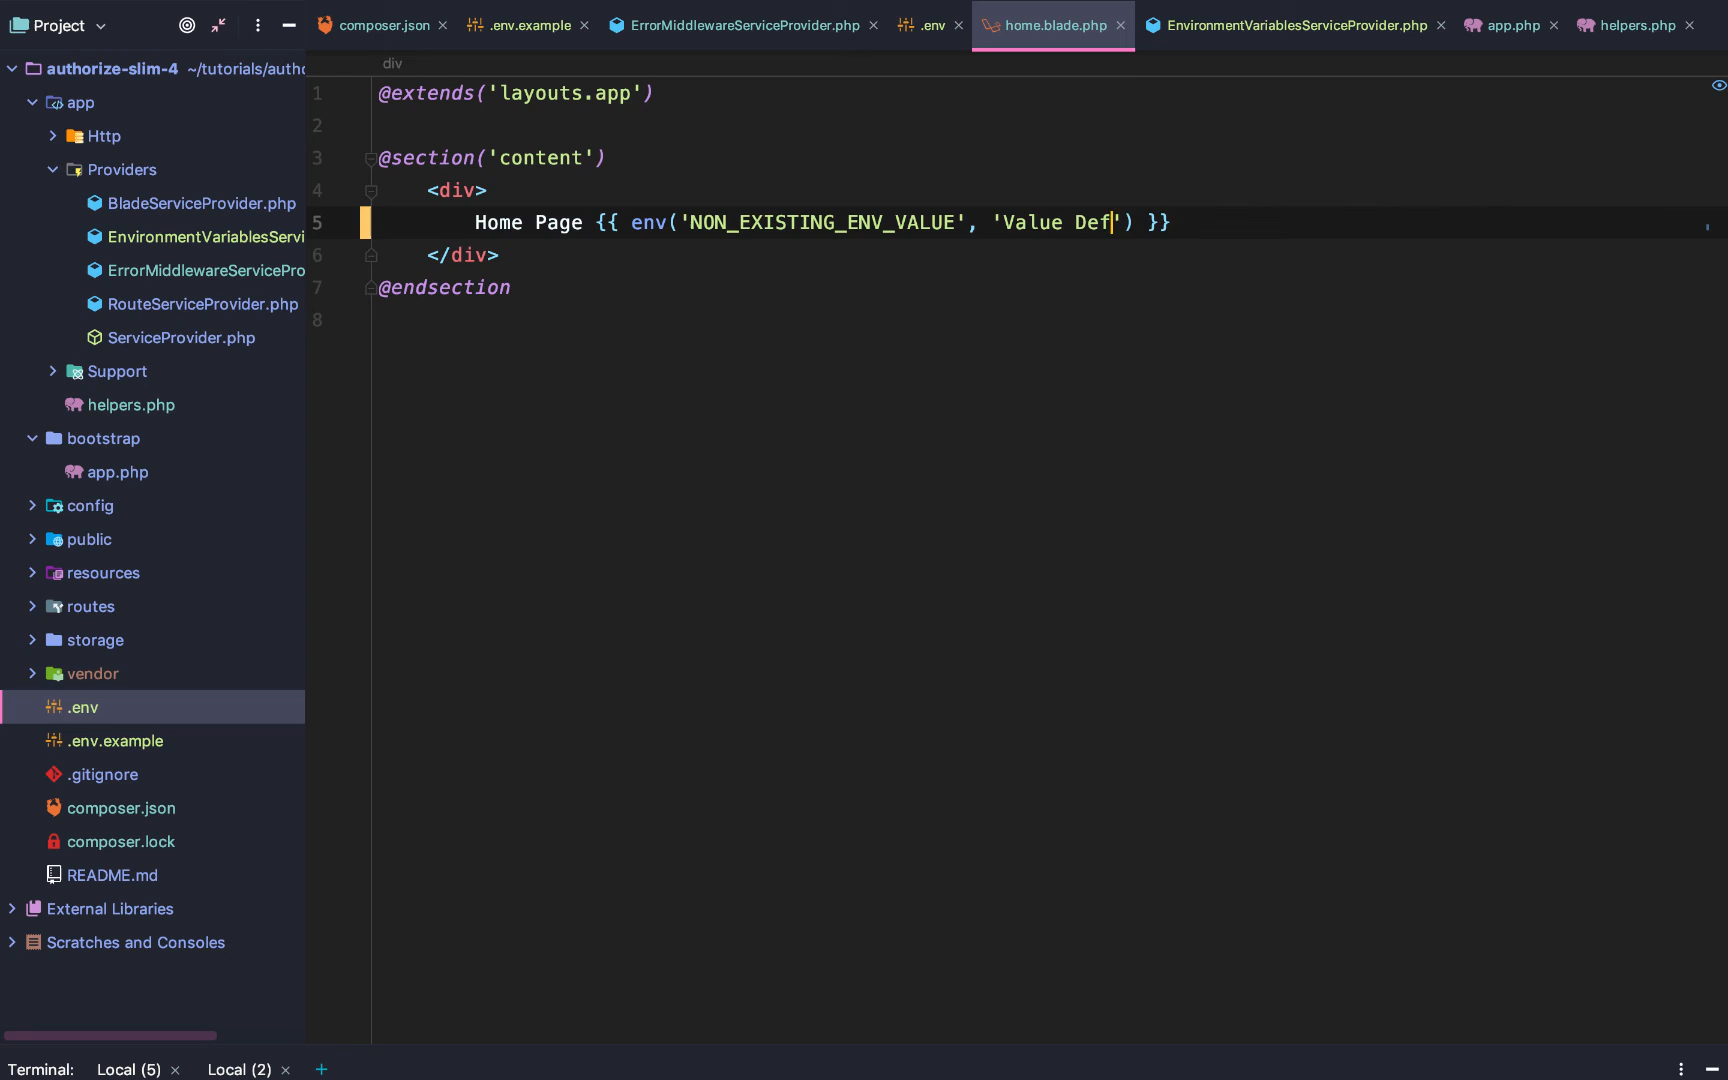 Project
composer.json
.env.example
ErrorMiddlewareServiceProvider.php
.env
home.blade.php
EnvironmentVariablesServiceProvider.php
app.php
helpers.php
authorize-slim-4 ~/tutorials/autho
app
Http
Providers
BladeServiceProvider.php
EnvironmentVariablesServi
ErrorMiddlewareServicePro
RouteServiceProvider.php
ServiceProvider.php
Support
helpers.php
bootstrap
app.php
config
public
resources
routes
storage
vendor
.env
.env.example
.gitignore
composer.json
composer.lock
README.md
External Libraries
Scratches and Consoles
div
1 @extends('layouts.app')
2
3 @section('content')
4 <div>
5 Home Page {{ env('NON_EXISTING_ENV_VALUE', 'Value Def') }}
6 </div>
7 @endsection
8
Terminal: Local (5) Local (2) +